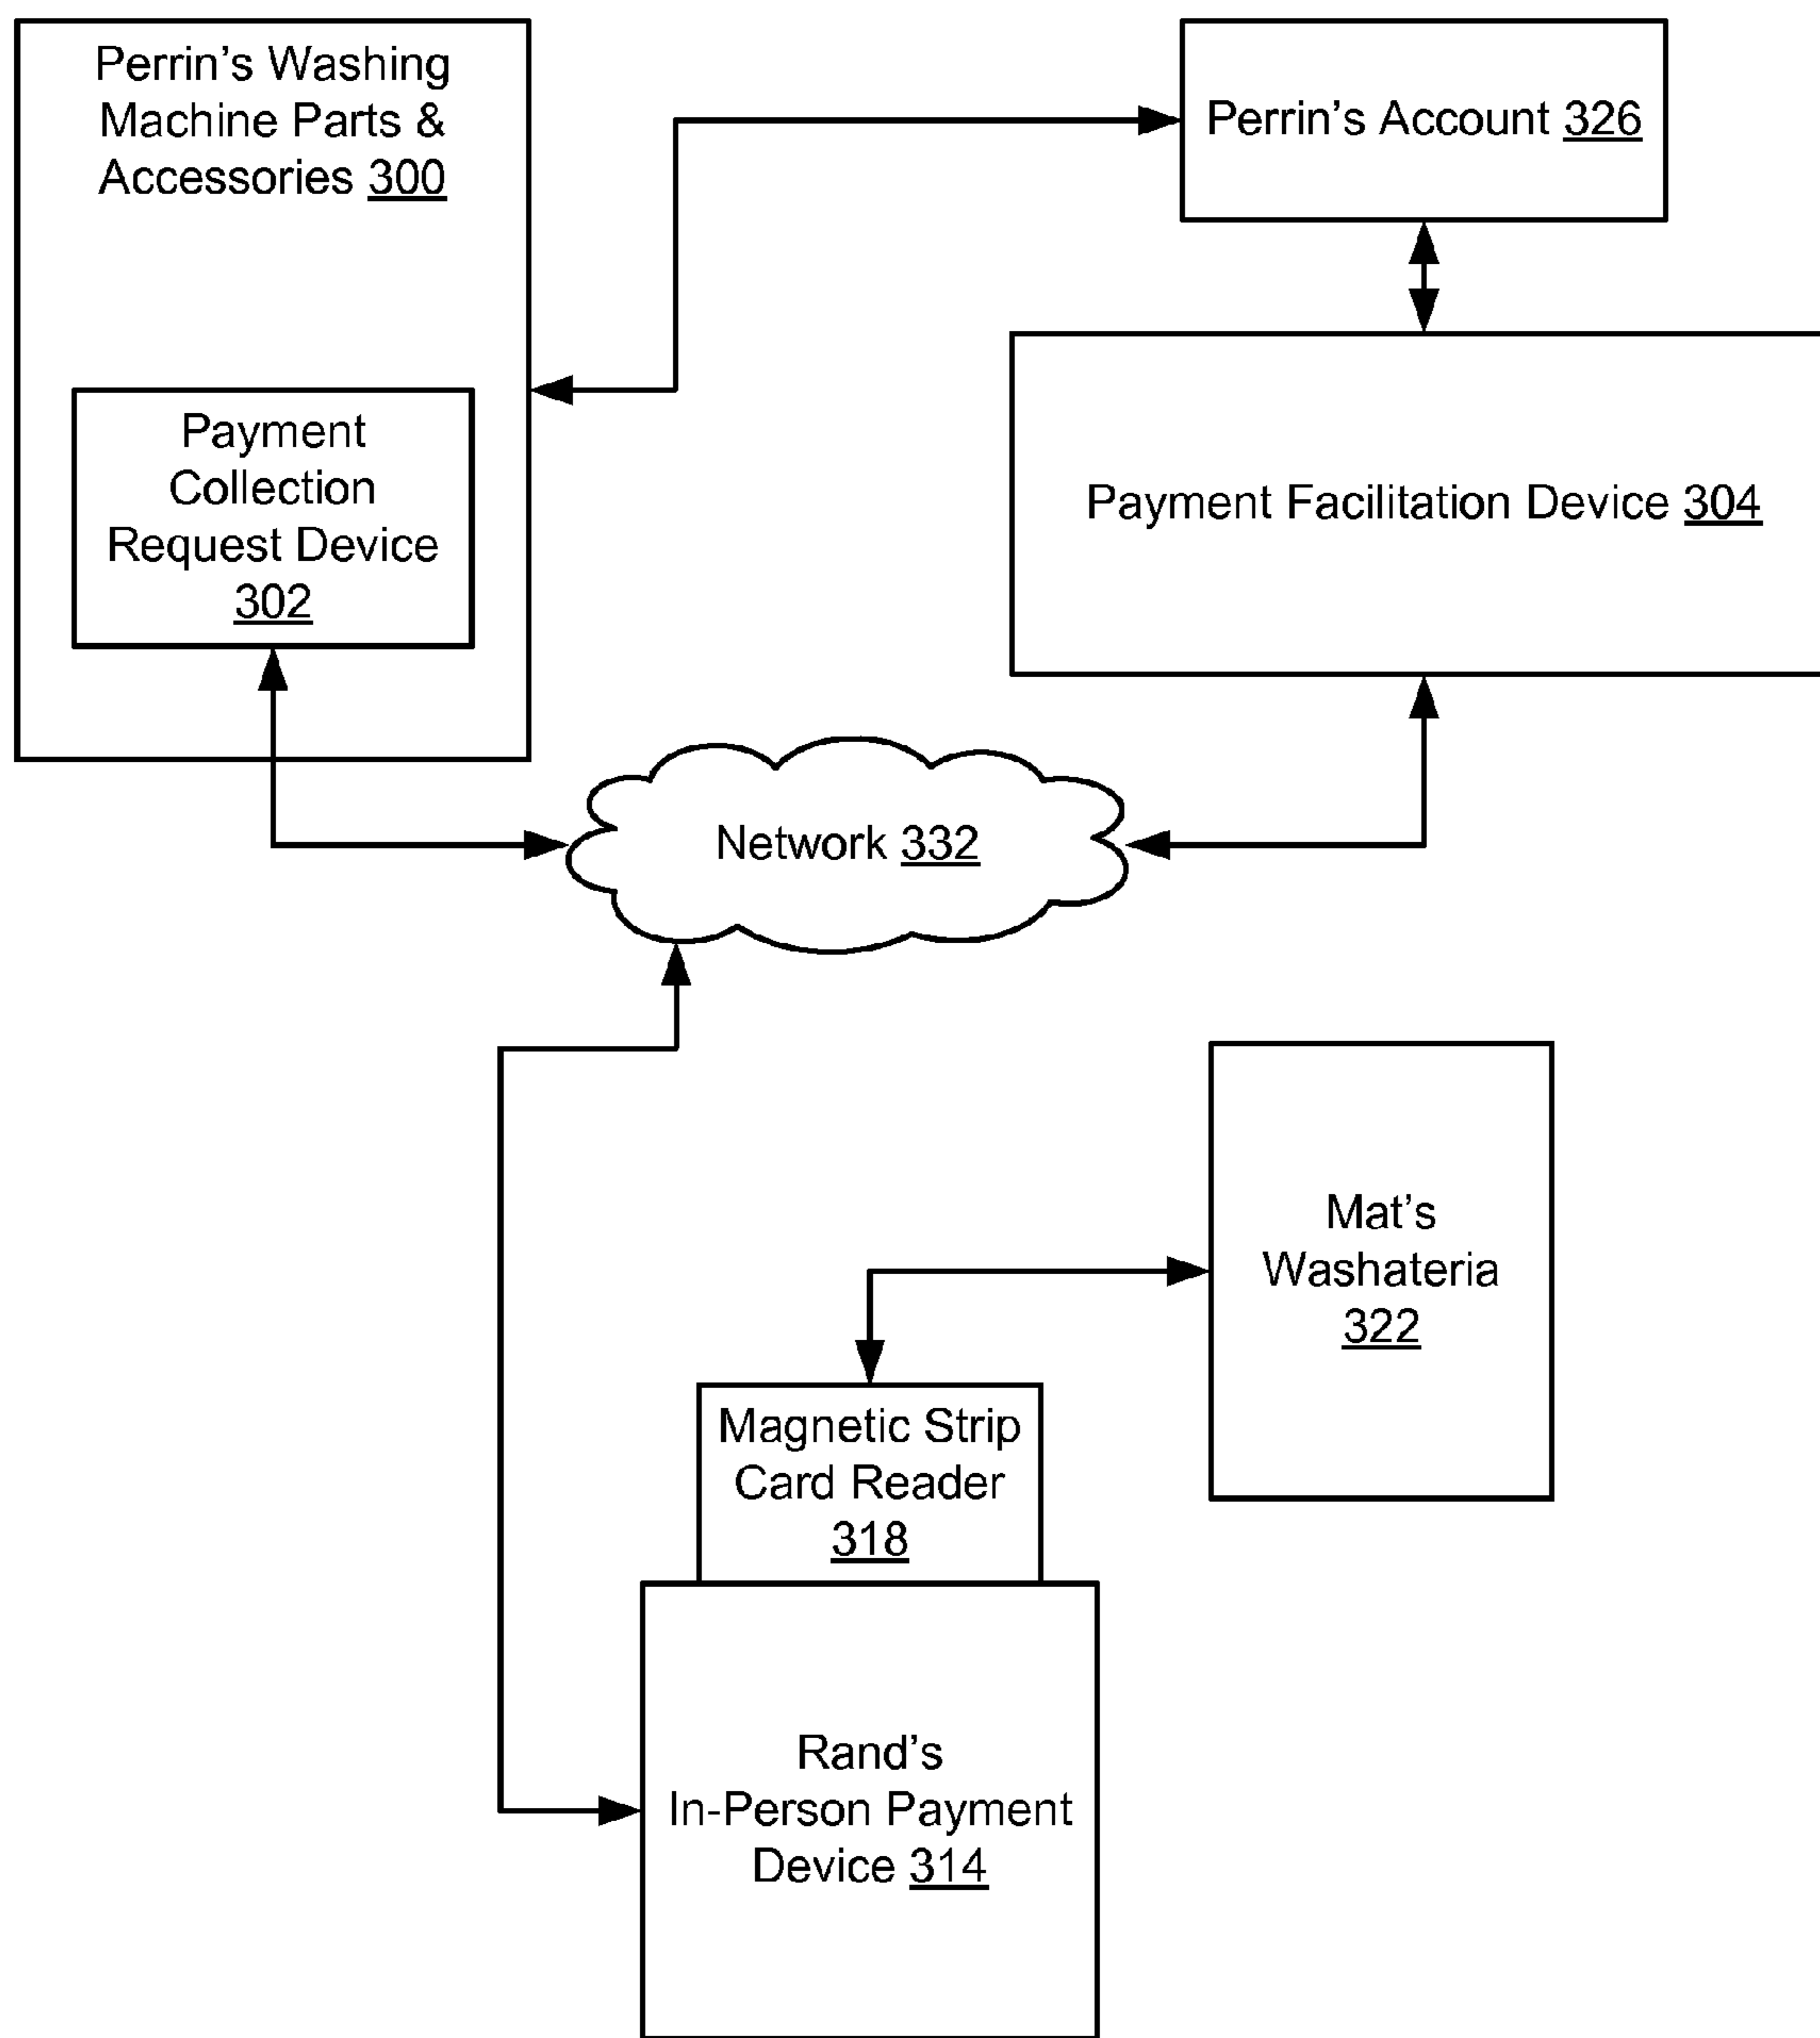 Perrin's Washing
Machine Parts &
Accessories 300
Perrin's Account 326
Payment
Collection
Request Device
302
Payment Facilitation Device 304
Network 332
Mat's
Washateria
322
Magnetic Strip
Card Reader
318
Rand's
In-Person Payment
Device 314